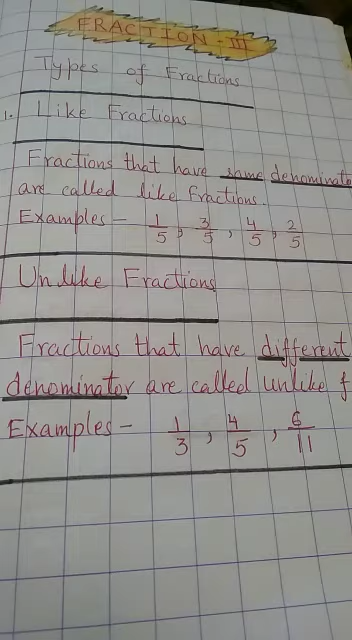 FRACTION - III
Types of Fractions
1. Like Fractions
Fractions that have same denominato
are called like fractions.
Examples - 1/5, 3/5, 4/5, 2/5
Unlike Fractions
Fractions that have different
denominator are called unlike f
Examples - 1/3, 4/5, 6/11